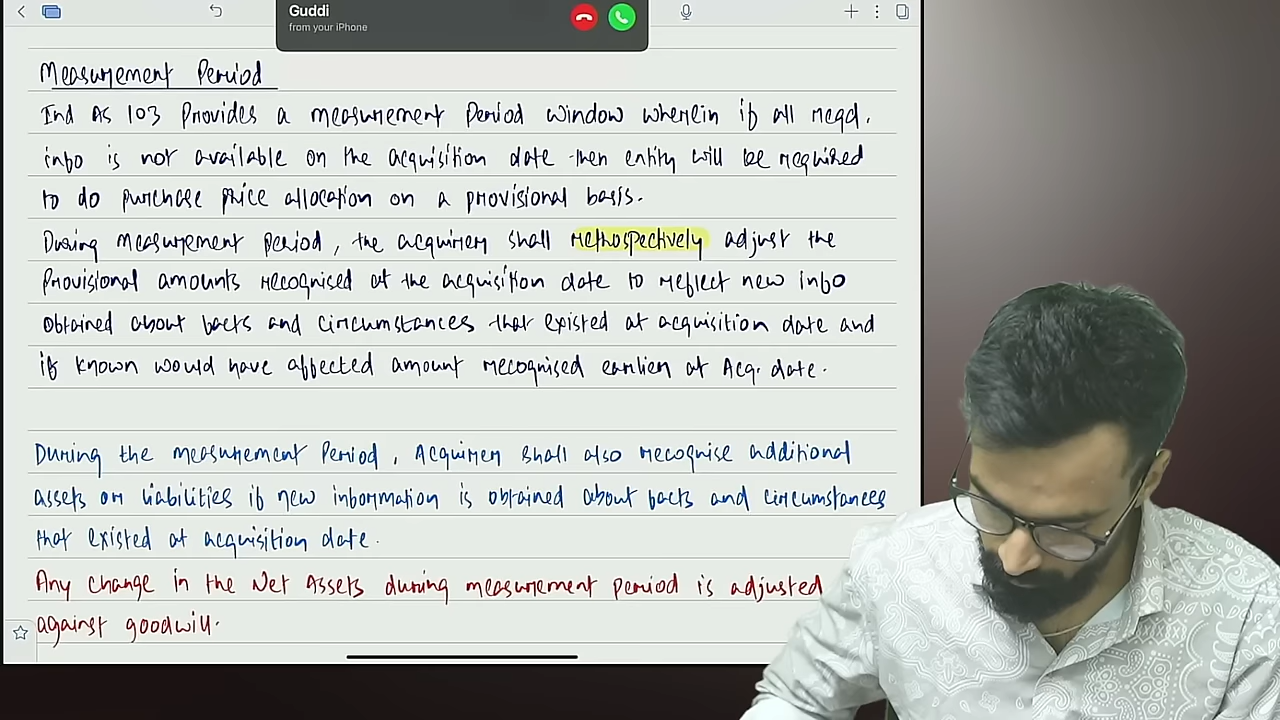 Guddi
from your iPhone
Measurement Period
Ind AS 103 Provides a measurement Period window wherein if all reqd.
info is not available on the acquisition date then entity will be required
to do purchase price allocation on a provisional basis.
During measurement period, the acquirer shall rethospectively adjust the
Provisional amounts recognised at the acquisition date to reflect new info
obtained about facts and circumstances that existed at acquisition date and
if known would have affected amount recognised earlier at Acq. date.
During the measurement Period, Acquirer shall also recognise additional
assets or liabilities if new information is obtained about facts and circumstances
that existed at acquisition date.
Any change in the Net Assets during measurement period is adjusted
against goodwill.